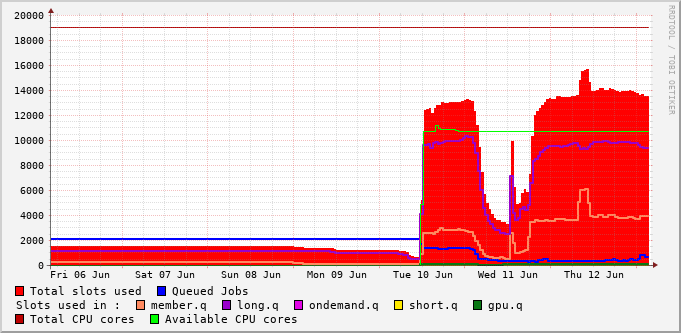 20000
18000
16000
14000
12000
10000
8000
6000
4000
2000
0
Fri 06 Jun Sat 07 Jun Sun 08 Jun Mon 09 Jun Tue 10 Jun Wed 11 Jun Thu 12 Jun
Total slots used Queued Jobs
Slots used in : member.q long.q ondemand.q short.q gpu.q
Total CPU cores Available CPU cores
RRDTOOL / TOBI OETIKER